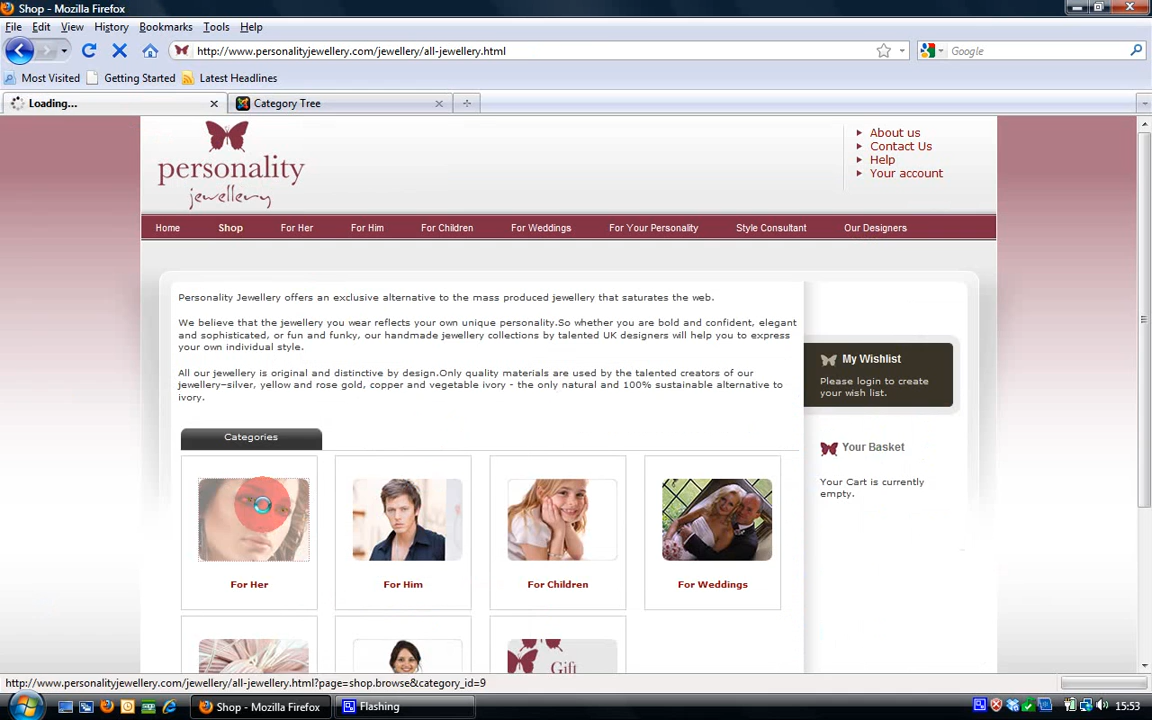 Shop - Mozilla Firefox
File Edit View History Bookmarks Tools Help
http://www.personalityjewellery.com/jewellery/all-jewellery.html
Google
Most Visited Getting Started Latest Headlines
Loading...
Category Tree
personality
jewellery
About us
Contact Us
Help
Your account
Home Shop For Her For Him For Children For Weddings For Your Personality Style Consultant Our Designers
Personality Jewellery offers an exclusive alternative to the mass produced jewellery that saturates the web.
We believe that the jewellery you wear reflects your own unique personality.So whether you are bold and confident, elegant
and sophisticated, or fun and funky, our handmade jewellery collections by talented UK designers will help you to express
your own individual style.
All our jewellery is original and distinctive by design.Only quality materials are used by the talented creators of our
jewellery–silver, yellow and rose gold, copper and vegetable ivory - the only natural and 100% sustainable alternative to
ivory.
My Wishlist
Please login to create
your wish list.
Your Basket
Your Cart is currently
empty.
Categories
For Her
For Him
For Children
For Weddings
Gift
http://www.personalityjewellery.com/jewellery/all-jewellery.html?page=shop.browse&category_id=9
Shop - Mozilla Firefox
Flashing
15:53